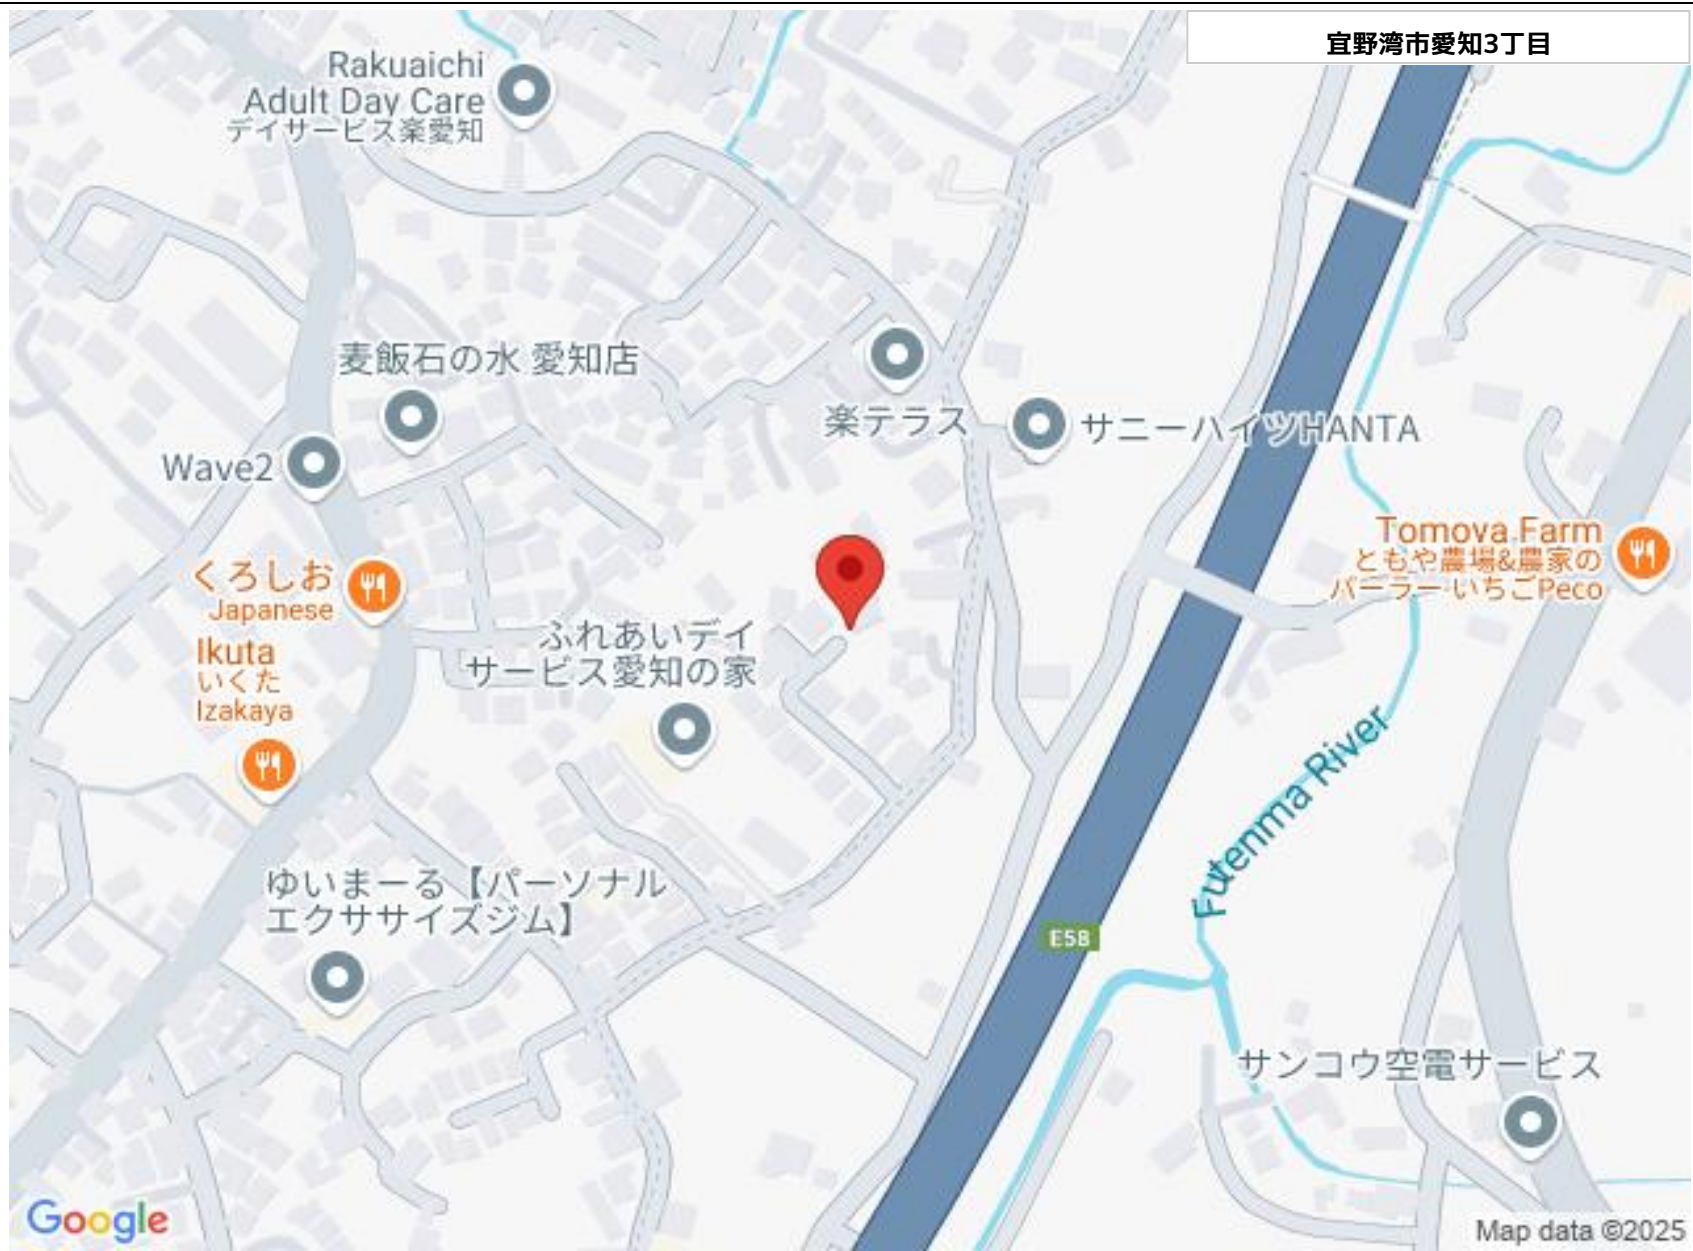 宜野湾市愛知3丁目
Rakuaichi
Adult Day Care
デイサービス楽愛知
麦飯石の水 愛知店
楽テラス
サニーハイツHANTA
Wave2
Tomoya Farm
ともや農場&農家の
パーラー いちごPeco
くろしお
Japanese
ふれあいデイ
サービス愛知の家
Ikuta
いくた
Izakaya
Futenma River
ゆいまーる【パーソナル
エクササイズジム】
E58
サンコウ空電サービス
Google
Map data ©2025